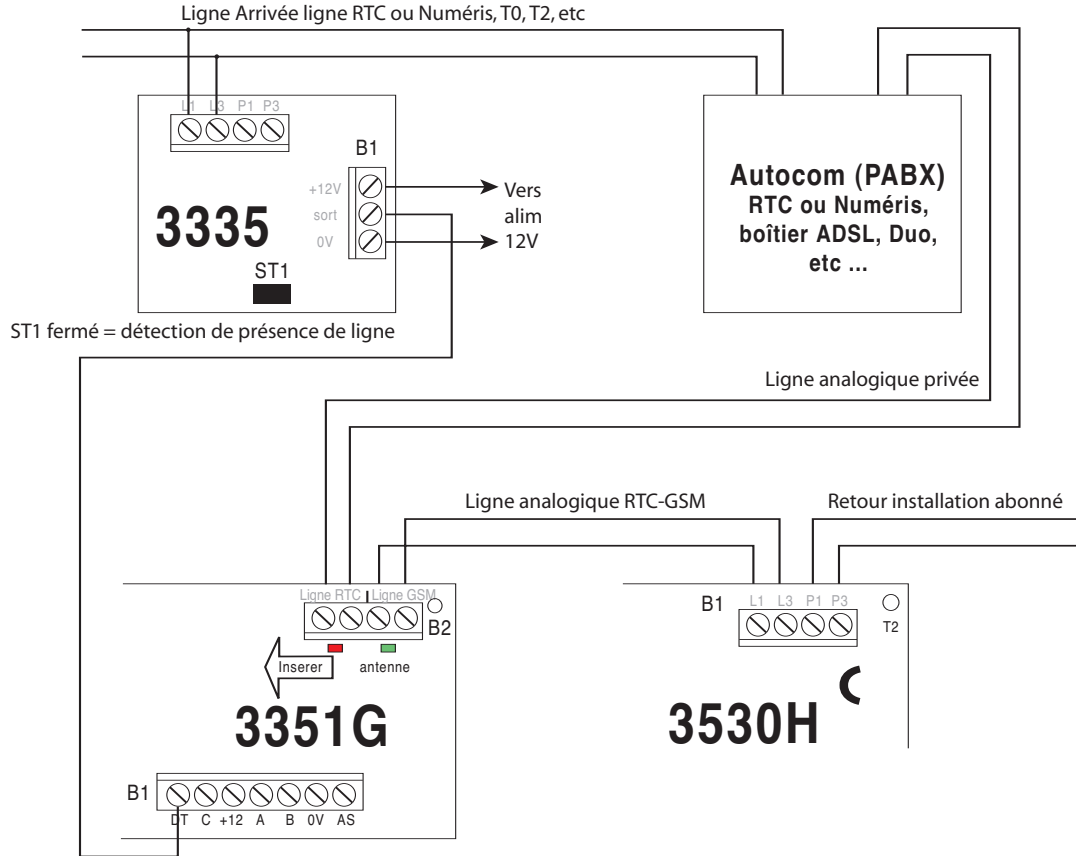 Ligne Arrivée ligne RTC ou Numéris, T0, T2, etc
L1 L3 P1 P3
B1
+12V
sort
0V
Vers
alim
12V
3335
ST1
Autocom (PABX)
RTC ou Numéris,
boîtier ADSL, Duo,
etc ...
ST1 fermé = détection de présence de ligne
Ligne analogique privée
Ligne analogique RTC-GSM
Retour installation abonné
Ligne RTC Ligne GSM
B2
Inserer
antenne
3351G
B1
DT C +12 A B 0V AS
B1
L1 L3 P1 P3
T2
3530H